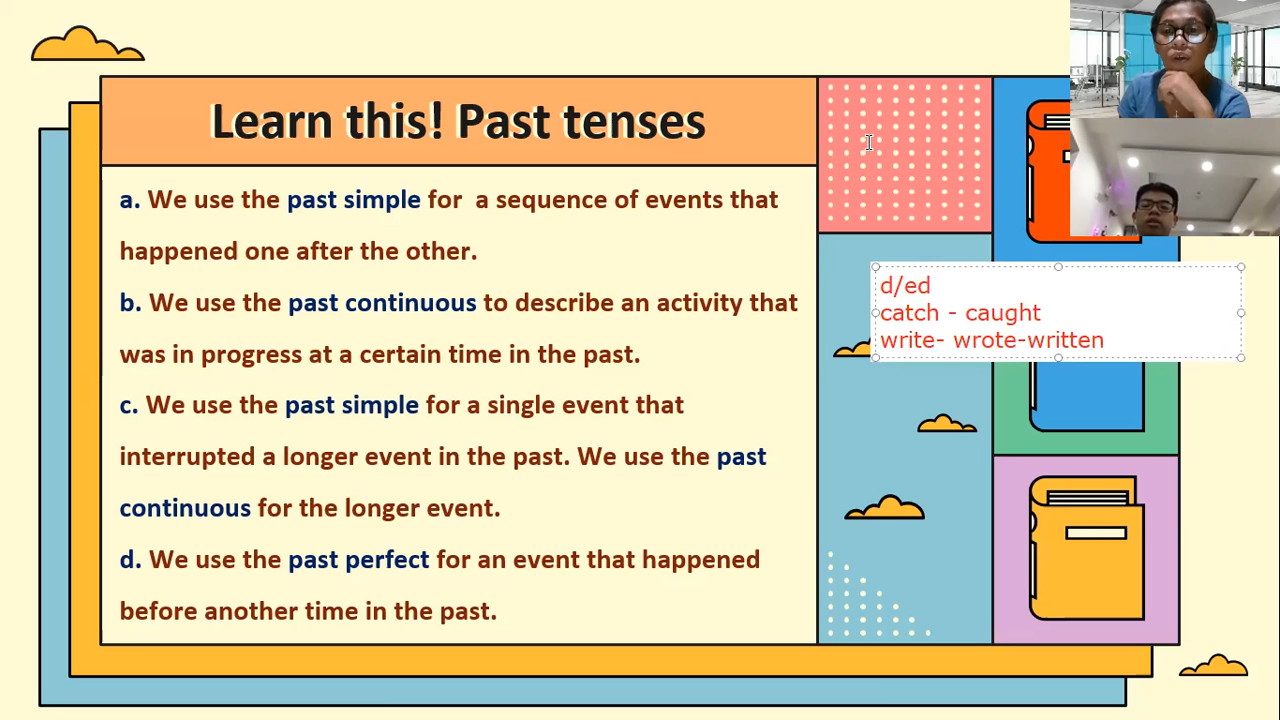 Learn this! Past tenses
a. We use the past simple for a sequence of events that
happened one after the other.
b. We use the past continuous to describe an activity that
was in progress at a certain time in the past.
c. We use the past simple for a single event that
interrupted a longer event in the past. We use the past
continuous for the longer event.
d. We use the past perfect for an event that happened
before another time in the past.
d/ed
catch - caught
write- wrote-written